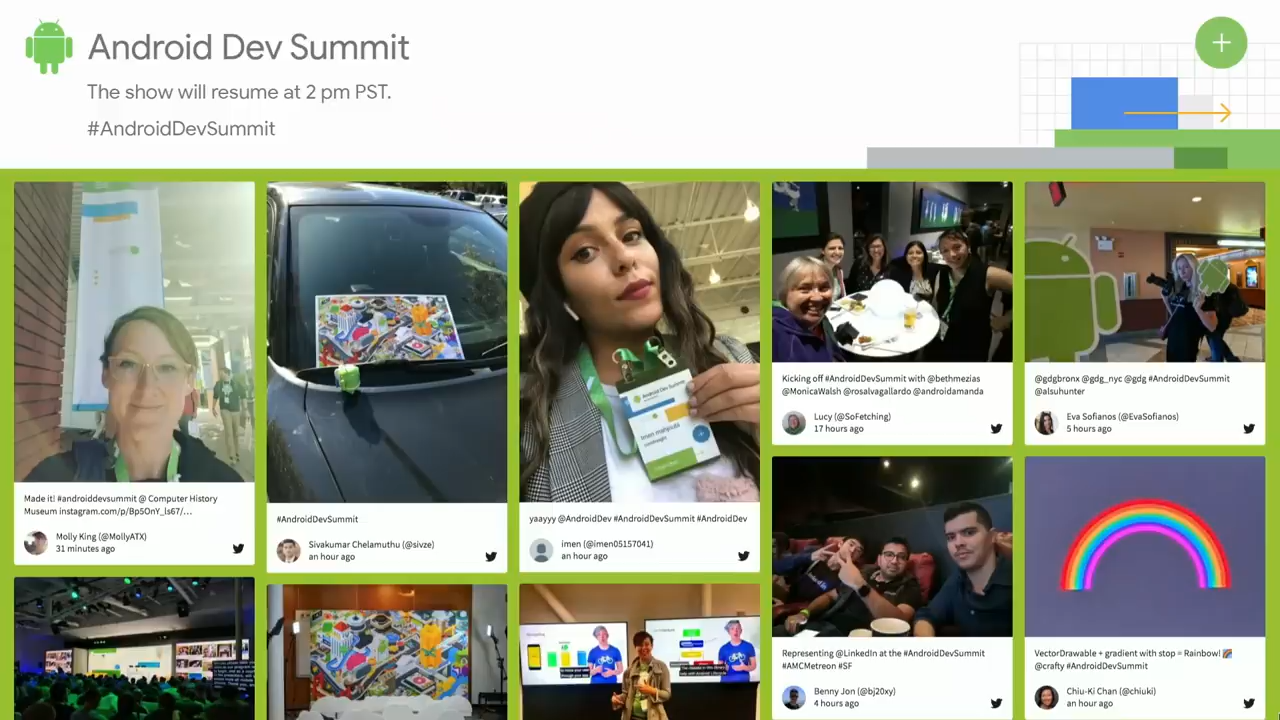 Android Dev Summit
The show will resume at 2 pm PST.
#AndroidDevSummit
Made it! #androiddevsummit @ Computer History
Museum instagram.com/p/Bp5OnY_ls67/…
Molly King (@MollyATX)
31 minutes ago
#AndroidDevSummit
Sivakumar Chelamuthu (@sivze)
an hour ago
Android Dev Summit
imen
yaayyy @AndroidDev #AndroidDevSummit #AndroidDev
imen (@imen05157041)
an hour ago
Kicking off #AndroidDevSummit with @bethmezias
@MonicaWalsh @rosalvagallardo @androidamanda
Lucy (@SoFetching)
17 hours ago
@gdgbronx @gdg_nyc @gdg #AndroidDevSummit
@alsuhunter
Eva Sofianos (@EvaSofianos)
5 hours ago
Representing @LinkedIn at the #AndroidDevSummit
#AMCMetreon #SF
Benny Jon (@bj20xy)
4 hours ago
VectorDrawable + gradient with stop = Rainbow! 🌈
@crafty #AndroidDevSummit
Chiu-Ki Chan (@chiuki)
an hour ago